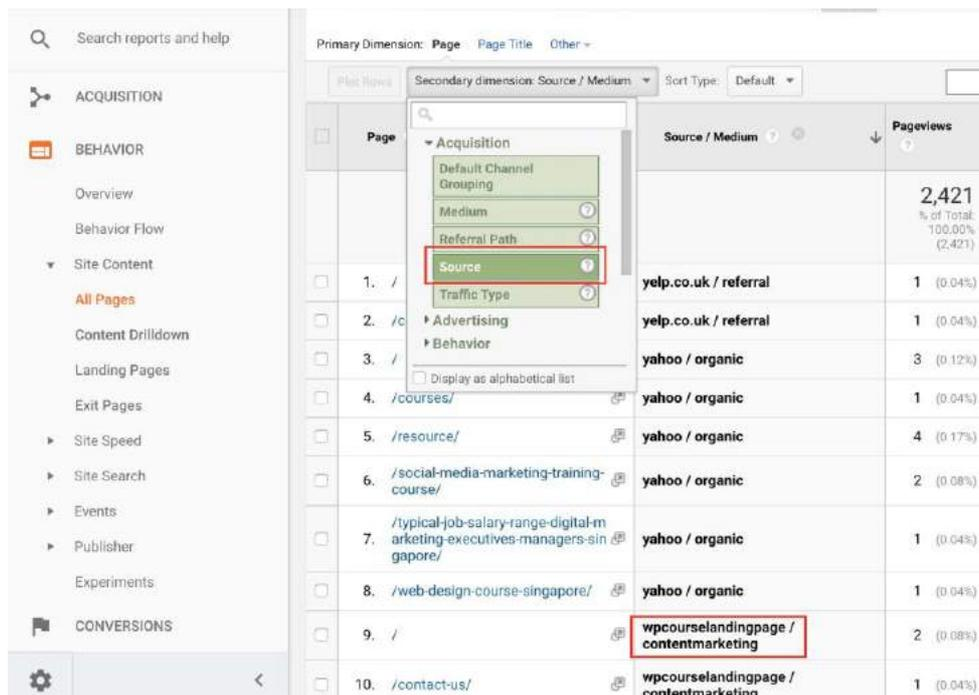 Search reports and help
ACQUISITION
BEHAVIOR
Overview
Behavior Flow
Site Content
All Pages
Content Drilldown
Landing Pages
Exit Pages
Site Speed
Site Search
Events
Publisher
Experiments
CONVERSIONS
Primary Dimension: Page Page Title Other
Plot Rows Secondary dimension: Source / Medium Sort Type: Default
Page Source / Medium Pageviews
Acquisition
Default Channel
Grouping
Medium
Referral Path
Source
Traffic Type
Advertising
Behavior
Display as alphabetical list
2,421
% of Total:
100.00%
(2,421)
1. / yelp.co.uk / referral 1 (0.04%)
2. /c yelp.co.uk / referral 1 (0.04%)
3. / yahoo / organic 3 (0.12%)
4. /courses/ yahoo / organic 1 (0.04%)
5. /resource/ yahoo / organic 4 (0.17%)
6. /social-media-marketing-training-
course/ yahoo / organic 2 (0.08%)
/typical-job-salary-range-digital-m
7. arketing-executives-managers-sin yahoo / organic 1 (0.04%)
gapore/
8. /web-design-course-singapore/ yahoo / organic 1 (0.04%)
9. / wpcourselandingpage /
contentmarketing 2 (0.08%)
10. /contact-us/ wpcourselandingpage /
contentmarketing 1 (0.04%)